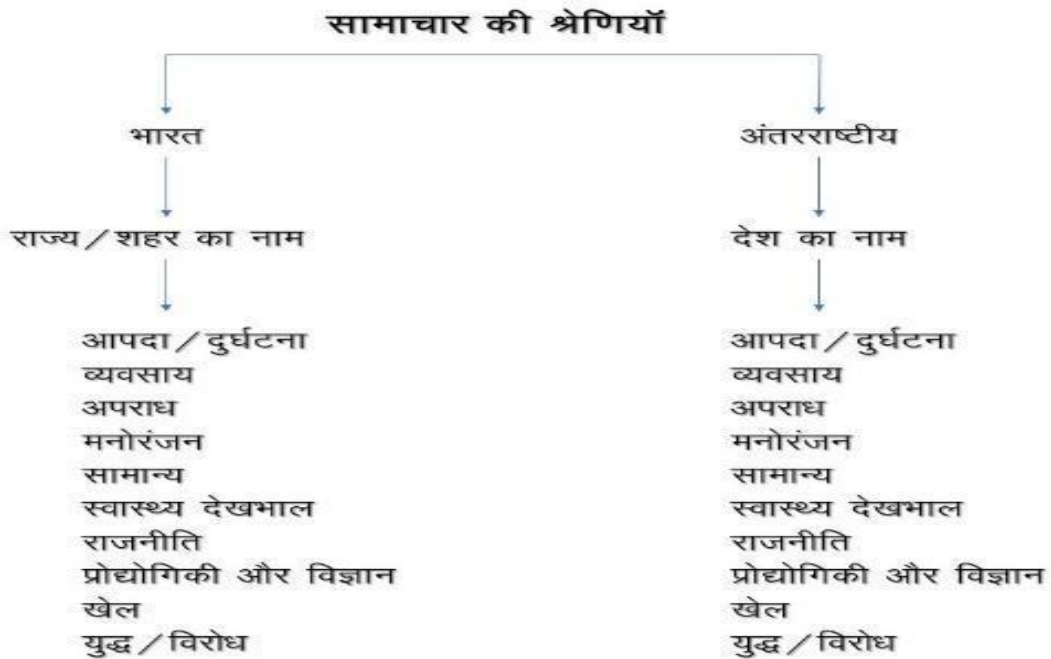 सामाचार की श्रेणियॉ
भारत
अंतरराष्टीय
राज्य/शहर का नाम
देश का नाम
आपदा/दुर्घटना
व्यवसाय
अपराध
मनोरंजन
सामान्य
स्वास्थ्य देखभाल
राजनीति
प्रोद्योगिकी और विज्ञान
खेल
युद्ध/विरोध
आपदा/दुर्घटना
व्यवसाय
अपराध
मनोरंजन
सामान्य
स्वास्थ्य देखभाल
राजनीति
प्रोद्योगिकी और विज्ञान
खेल
युद्ध/विरोध